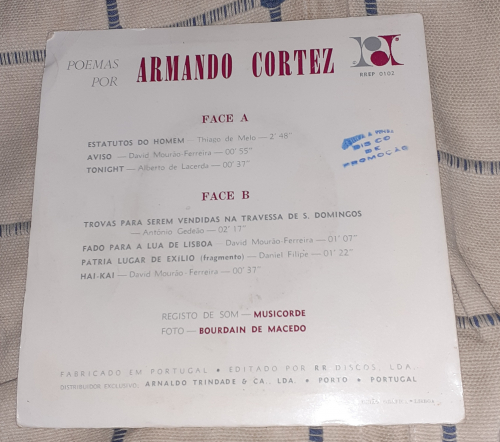 POEMAS
POR
ARMANDO CORTEZ
RREP 0102
FACE A
ESTATUTOS DO HOMEM — Thiago de Melo — 2' 48"
AVISO — David Mourão-Ferreira — 00' 55"
TONIGHT — Alberto de Lacerda — 00' 37"
DISCO
DE
PROMOÇÃO
FACE B
TROVAS PARA SEREM VENDIDAS NA TRAVESSA DE S. DOMINGOS
— António Gedeão — 02' 17"
FADO PARA A LUA DE LISBOA — David Mourão-Ferreira — 01' 07"
PATRIA LUGAR DE EXILIO (fragmento) — Daniel Filipe — 01' 22"
HAI-KAI — David Mourão-Ferreira — 00' 37"
REGISTO DE SOM — MUSICORDE
FOTO — BOURDAIN DE MACEDO
FABRICADO EM PORTUGAL • EDITADO POR RR DISCOS, LDA.
DISTRIBUIDOR EXCLUSIVO: ARNALDO TRINDADE & CA., LDA. • PORTO • PORTUGAL